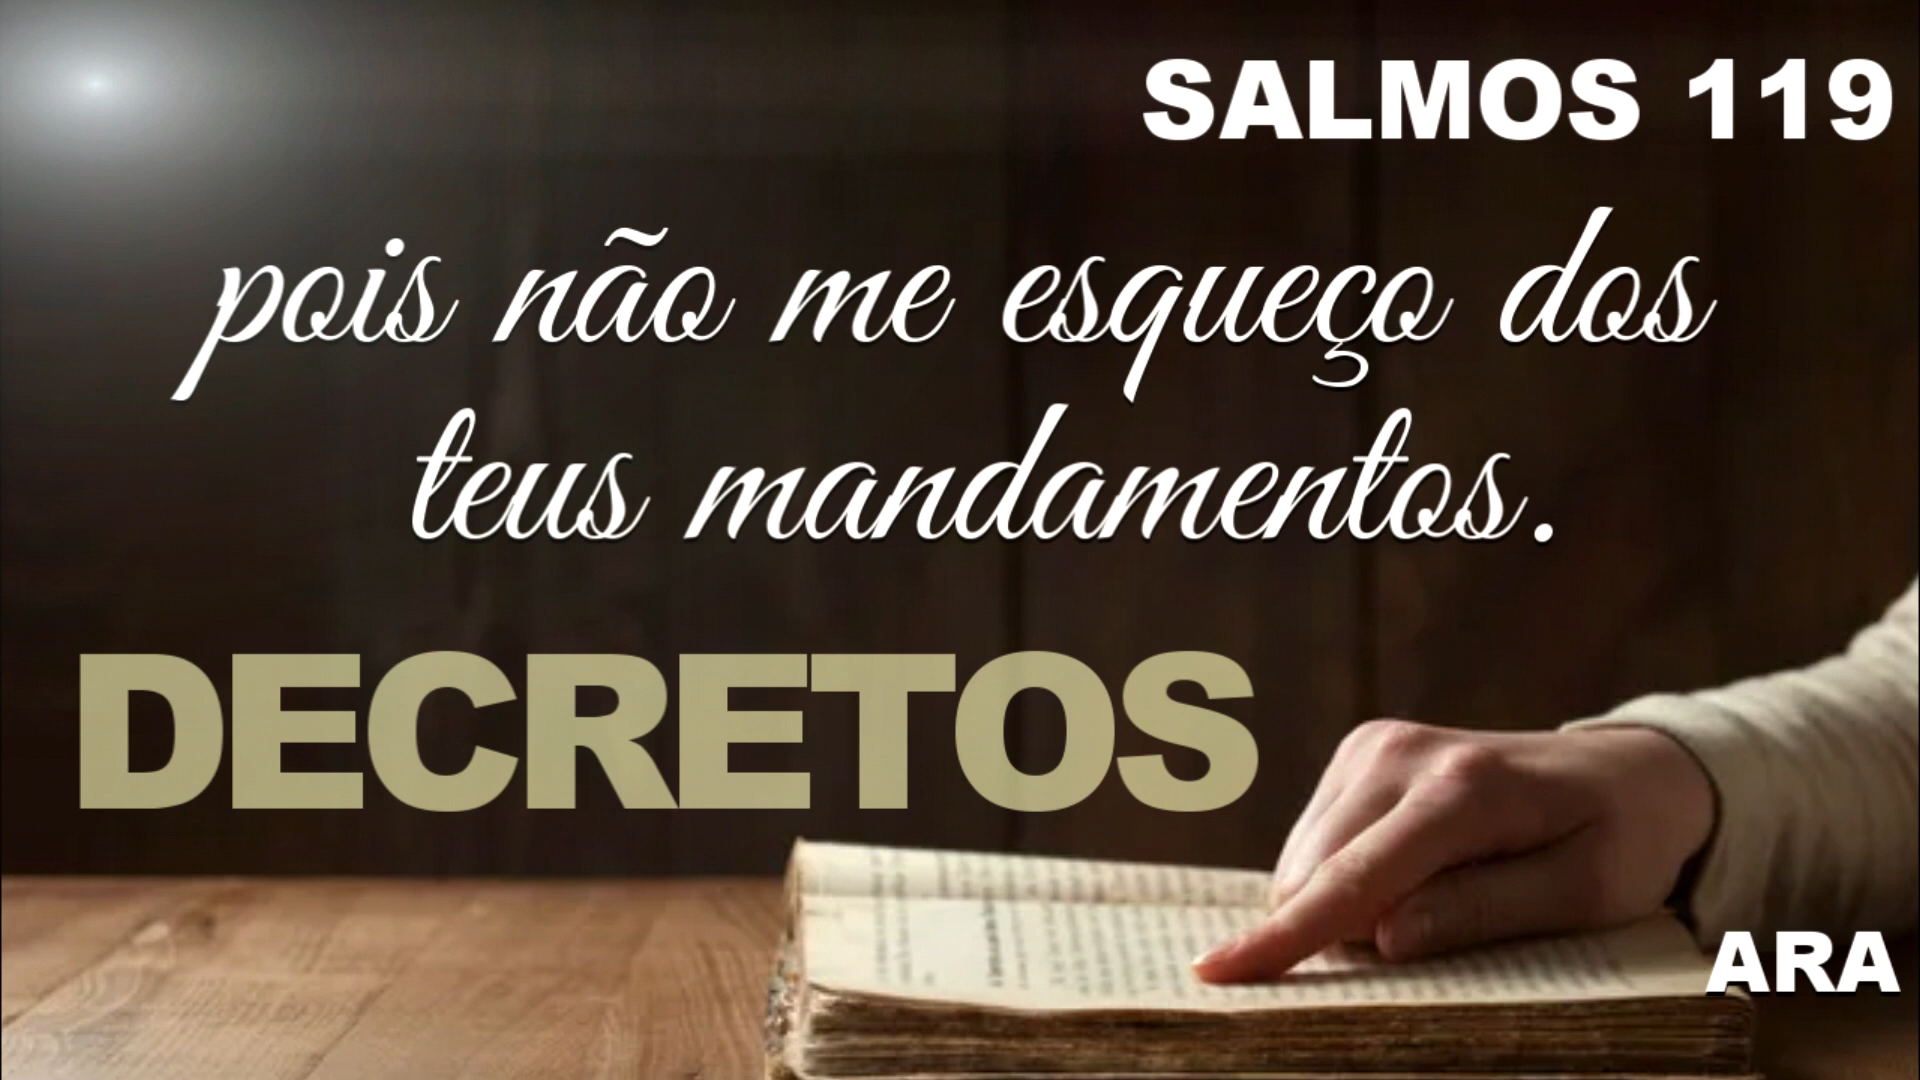 SALMOS 119
pois não me esqueço dos
teus mandamentos.
DECRETOS
ARA